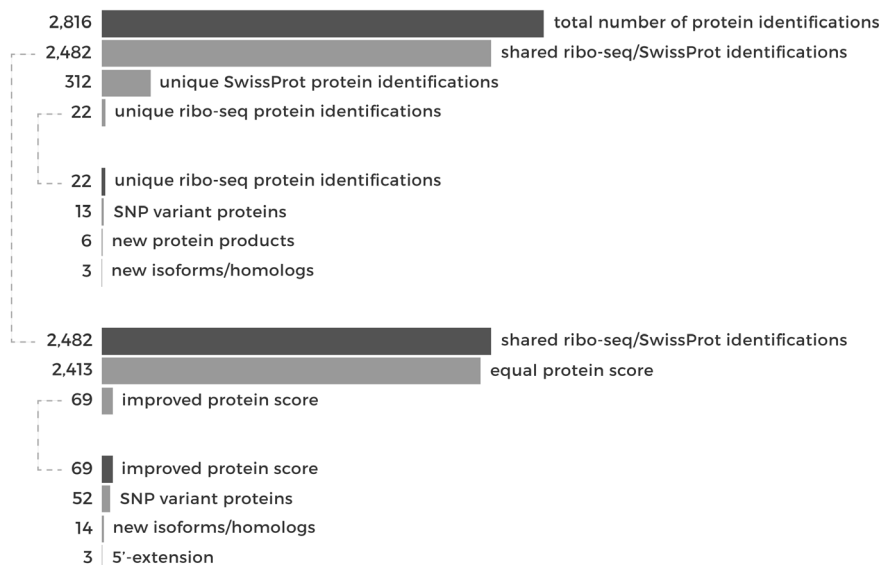 2,816 total number of protein identifications
2,482 shared ribo-seq/SwissProt identifications
312 unique SwissProt protein identifications
22 unique ribo-seq protein identifications
22 unique ribo-seq protein identifications
13 SNP variant proteins
6 new protein products
3 new isoforms/homologs
2,482 shared ribo-seq/SwissProt identifications
2,413 equal protein score
69 improved protein score
69 improved protein score
52 SNP variant proteins
14 new isoforms/homologs
3 5’-extension